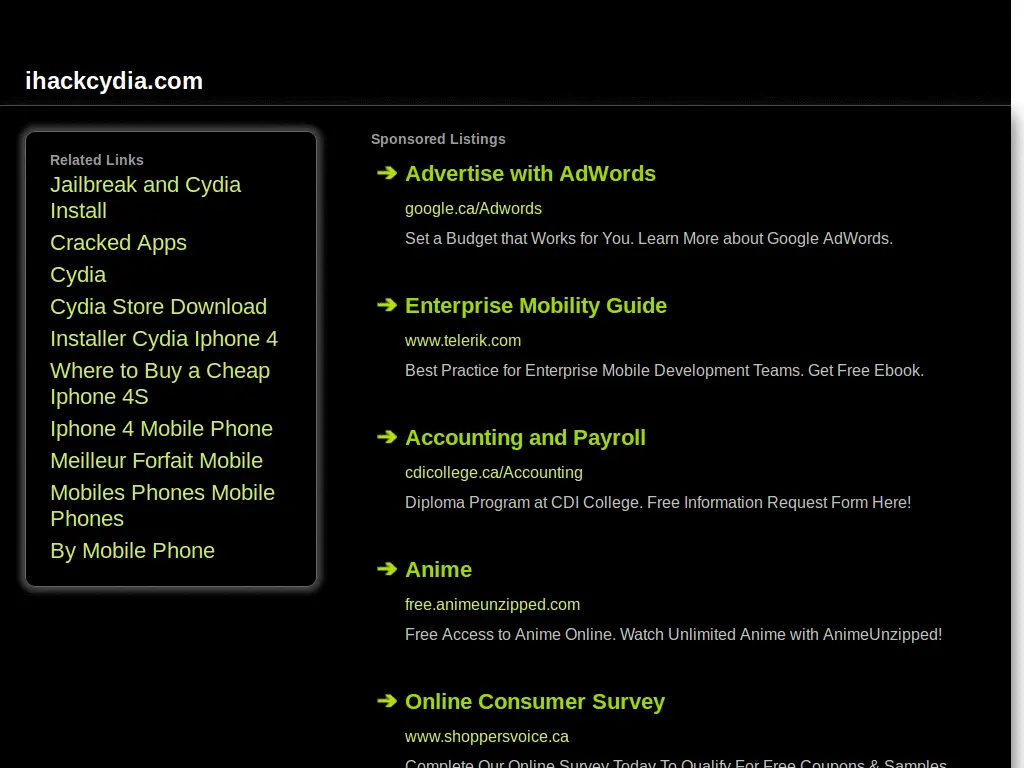 ihackcydia.com
Related Links
Jailbreak and Cydia
Install
Cracked Apps
Cydia
Cydia Store Download
Installer Cydia Iphone 4
Where to Buy a Cheap
Iphone 4S
Iphone 4 Mobile Phone
Meilleur Forfait Mobile
Mobiles Phones Mobile
Phones
By Mobile Phone
Sponsored Listings
Advertise with AdWords
google.ca/Adwords
Set a Budget that Works for You. Learn More about Google AdWords.
Enterprise Mobility Guide
www.telerik.com
Best Practice for Enterprise Mobile Development Teams. Get Free Ebook.
Accounting and Payroll
cdicollege.ca/Accounting
Diploma Program at CDI College. Free Information Request Form Here!
Anime
free.animeunzipped.com
Free Access to Anime Online. Watch Unlimited Anime with AnimeUnzipped!
Online Consumer Survey
www.shoppersvoice.ca
Complete Our Online Survey Today To Qualify For Free Coupons & Samples